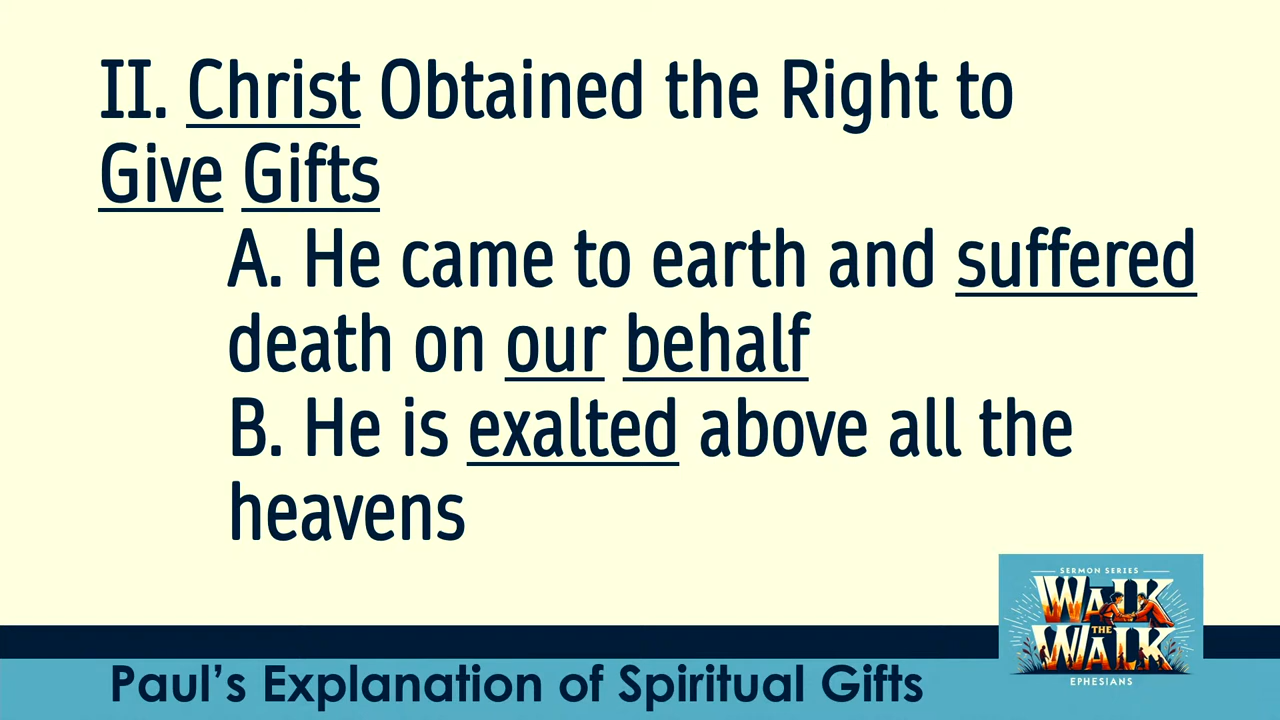 II. Christ Obtained the Right to
Give Gifts
A. He came to earth and suffered
death on our behalf
B. He is exalted above all the
heavens
SERMON SERIES
WALK
THE
WALK
EPHESIANS
Paul’s Explanation of Spiritual Gifts